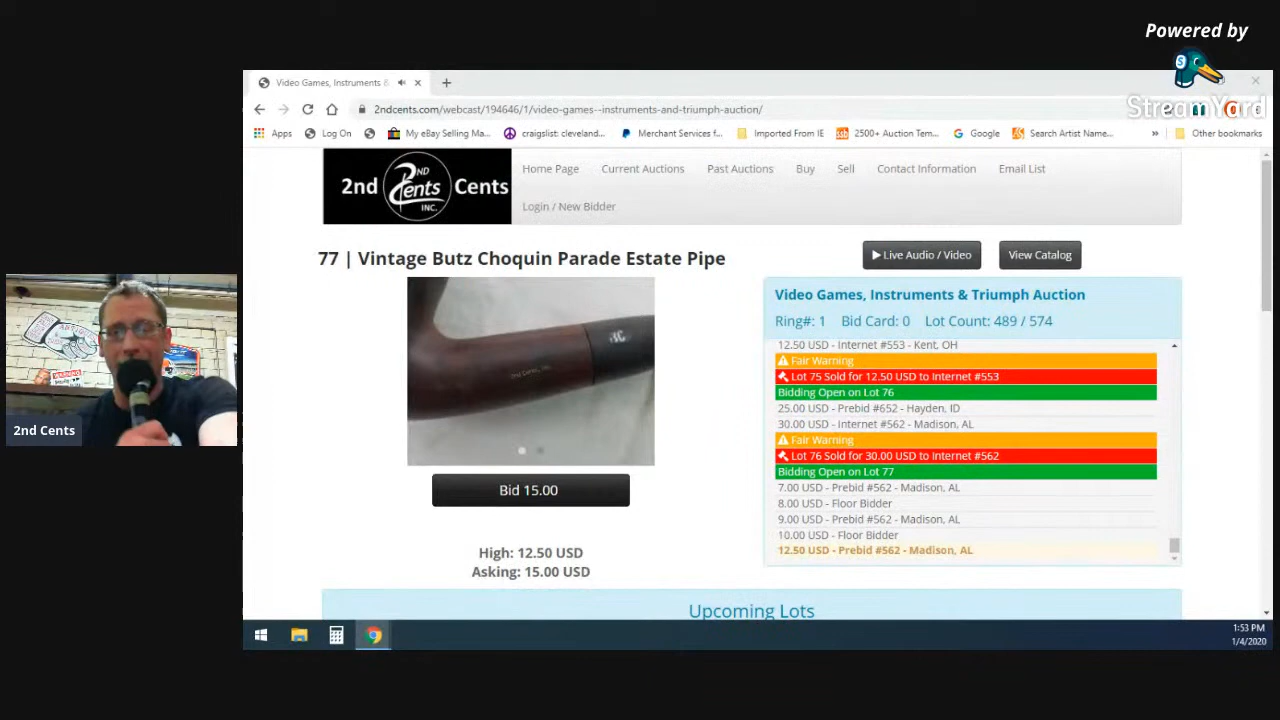 Powered by
S
StreamYard
Video Games, Instruments &
2ndcents.com/webcast/194646/1/video-games--instruments-and-triumph-auction/
Apps
Log On
My eBay Selling Ma...
craigslist: cleveland...
Merchant Services f...
Imported From IE
2500+ Auction Tem...
Google
Search Artist Name...
»
Other bookmarks
2nd
2ND
Cents
INC.
Cents
Home Page
Current Auctions
Past Auctions
Buy
Sell
Contact Information
Email List
Login / New Bidder
77 | Vintage Butz Choquin Parade Estate Pipe
Live Audio / Video
View Catalog
Video Games, Instruments & Triumph Auction
Ring#: 1 Bid Card: 0 Lot Count: 489 / 574
12.50 USD - Internet #553 - Kent, OH
Fair Warning
Lot 75 Sold for 12.50 USD to Internet #553
Bidding Open on Lot 76
25.00 USD - Prebid #652 - Hayden, ID
30.00 USD - Internet #562 - Madison, AL
Fair Warning
Lot 76 Sold for 30.00 USD to Internet #562
Bidding Open on Lot 77
7.00 USD - Prebid #562 - Madison, AL
8.00 USD - Floor Bidder
9.00 USD - Prebid #562 - Madison, AL
10.00 USD - Floor Bidder
12.50 USD - Prebid #562 - Madison, AL
2nd Cents, Inc.
Bid 15.00
High: 12.50 USD
Asking: 15.00 USD
Upcoming Lots
2nd Cents
1:53 PM
1/4/2020